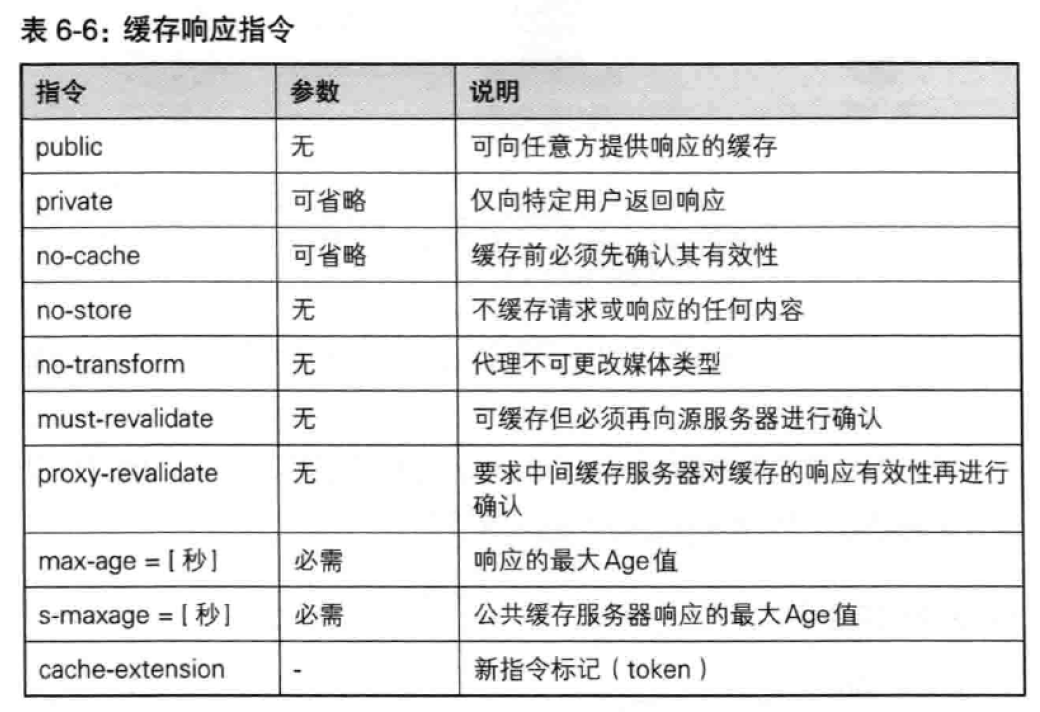 表 6-6：缓存响应指令
指令 参数 说明
public 无 可向任意方提供响应的缓存
private 可省略 仅向特定用户返回响应
no-cache 可省略 缓存前必须先确认其有效性
no-store 无 不缓存请求或响应的任何内容
no-transform 无 代理不可更改媒体类型
must-revalidate 无 可缓存但必须再向源服务器进行确认
proxy-revalidate 无 要求中间缓存服务器对缓存的响应有效性再进行
确认
max-age = [ 秒] 必需 响应的最大Age值
s-maxage = [ 秒] 必需 公共缓存服务器响应的最大Age值
cache-extension - 新指令标记（token）